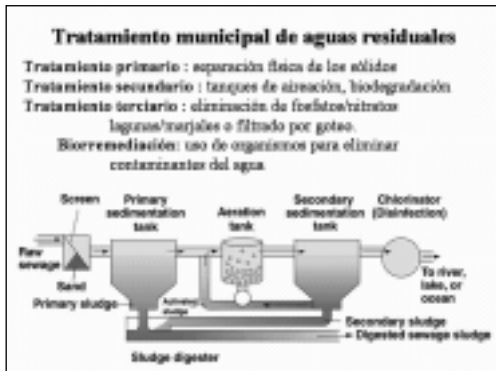 Tratamiento municipal de aguas residuales
Tratamiento primario : separación física de los sólidos
Tratamiento secundario : tanques de aireación, biodegradación
Tratamiento terciario : eliminación de fosfatos/nitratos
lagunas/marjales o filtrado por goteo.
Biorremediación: uso de organismos para eliminar
contaminantes del agua
Screen
Primary
sedimentation
tank
Aeration
tank
Secondary
sedimentation
tank
Chlorinator
(Disinfection)
Raw
sewage
Sand
Primary sludge
Activated
sludge
To river,
lake, or
ocean
Secondary sludge
Digested sewage sludge
Sludge digester